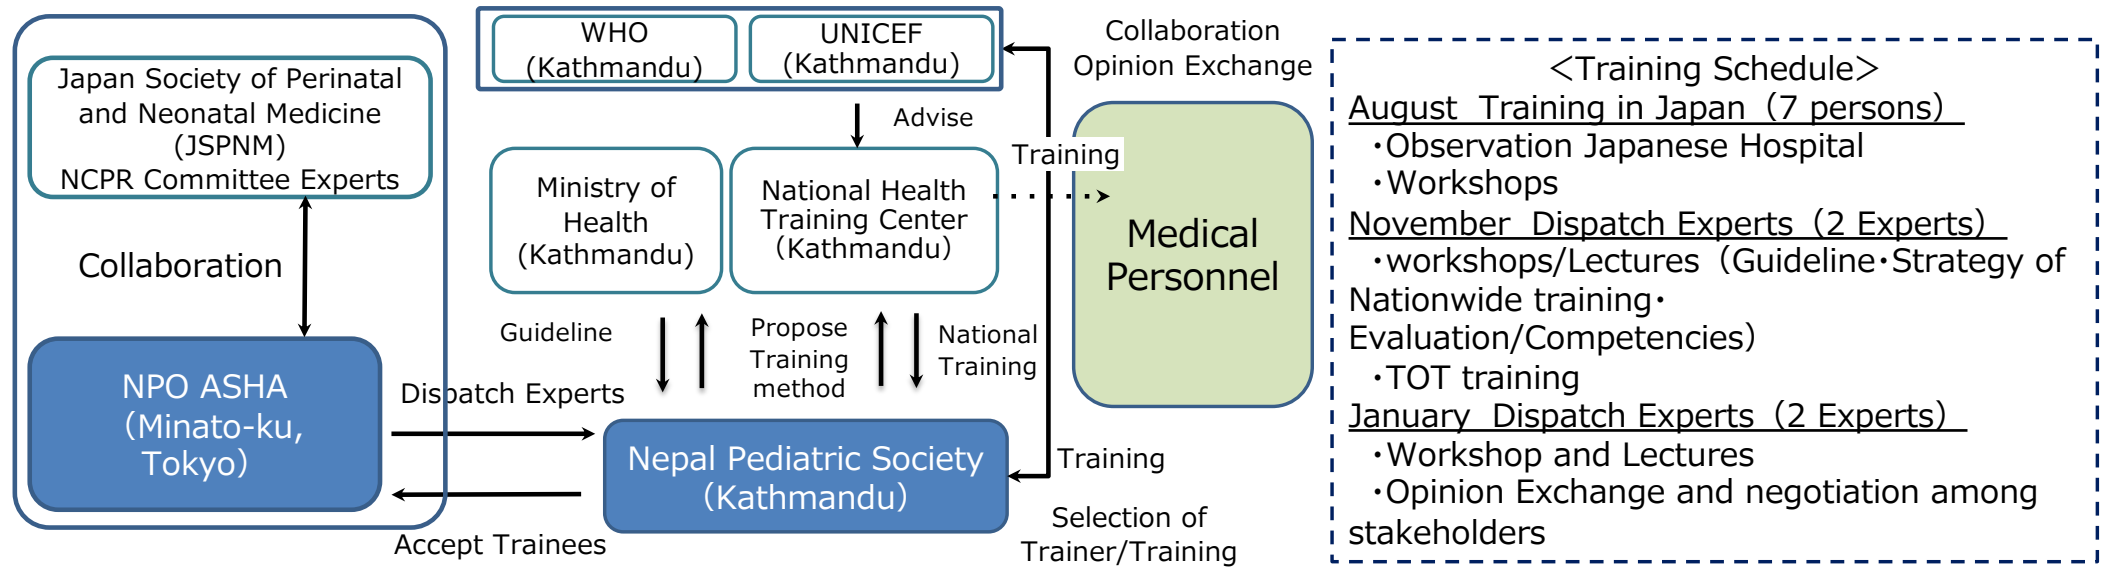 Japan Society of Perinatal
and Neonatal Medicine
(JSPNM)
NCPR Committee Experts
Collaboration
NPO ASHA
（Minato-ku,
Tokyo）
WHO
(Kathmandu)
UNICEF
(Kathmandu)
Advise
Ministry of
Health
(Kathmandu)
National Health
Training Center
（Kathmandu）
Training
Collaboration
Opinion Exchange
Medical
Personnel
Guideline
Propose
Training
method
National
Training
Dispatch Experts
Accept Trainees
Nepal Pediatric Society
（Kathmandu）
Training
Selection of
Trainer/Training
＜Training Schedule＞
August Training in Japan（7 persons）
・Observation Japanese Hospital
・Workshops
November Dispatch Experts（2 Experts）
・workshops/Lectures（Guideline・Strategy of
Nationwide training・
Evaluation/Competencies）
・TOT training
January Dispatch Experts（2 Experts）
・Workshop and Lectures
・Opinion Exchange and negotiation among
stakeholders